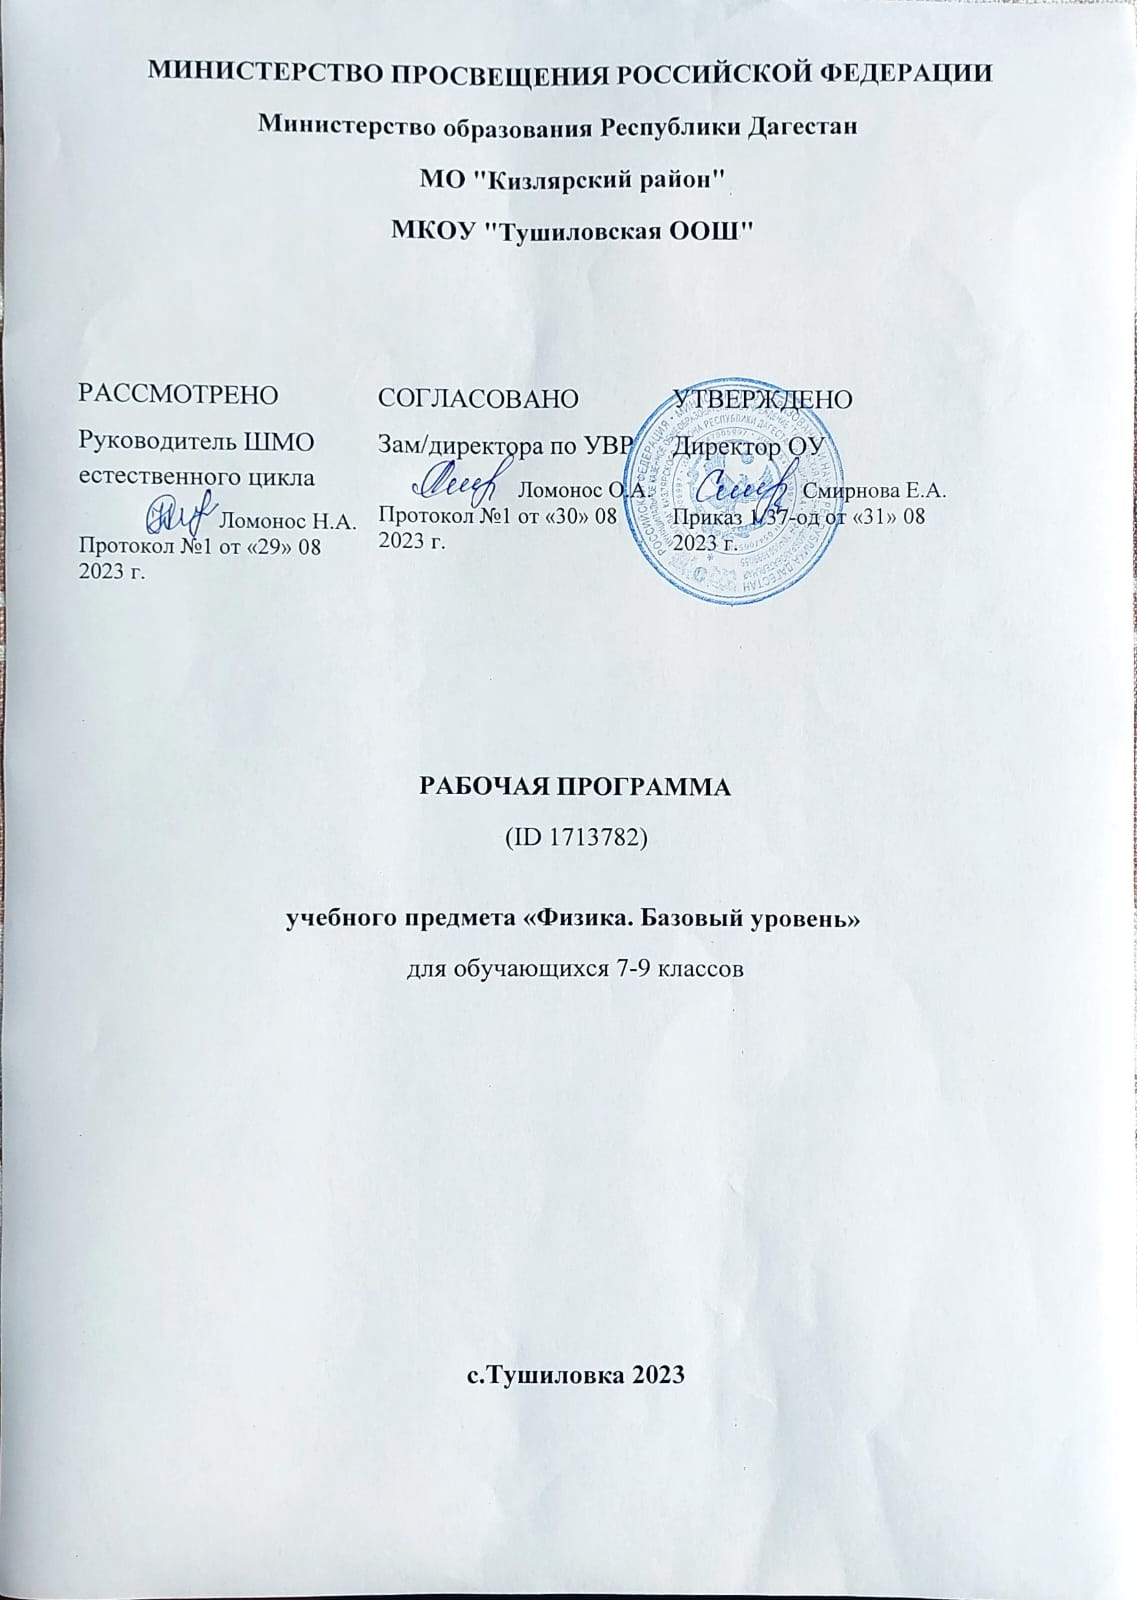 МИНИСТЕРСТВО ПРОСВЕЩЕНИЯ РОССИЙСКОЙ ФЕДЕРАЦИИ
Министерство образования Республики Дагестан
МО "Кизлярский район"
МКОУ "Тушиловская ООШ"
РАССМОТРЕНО
Руководитель ШМО
естественного цикла
Ломонос Н.А.
Протокол №1 от «29» 08
2023 г.
СОГЛАСОВАНО
Зам/директора по УВР
Ломонос О.А.
Протокол №1 от «30» 08
2023 г.
УТВЕРЖДЕНО
Директор ОУ
Смирнова Е.А.
Приказ 1/37-од от «31» 08
2023 г.
РАБОЧАЯ ПРОГРАММА
(ID 1713782)
учебного предмета «Физика. Базовый уровень»
для обучающихся 7-9 классов
с.Тушиловка 2023